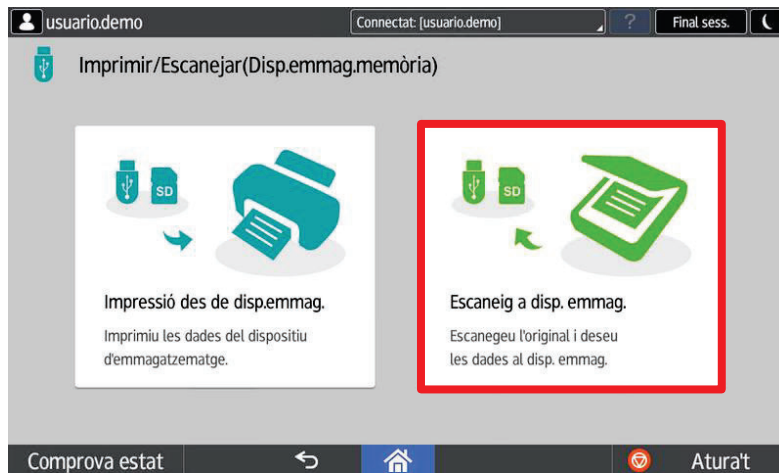 usuario.demo Connectat: [usuario.demo] ? Final sess.
Imprimir/Escanejar(Disp.emmag.memòria)
SD
Impressió des de disp.emmag.
Imprimiu les dades del dispositiu
d'emmagatzematge.
SD
Escaneig a disp. emmag.
Escanegeu l'original i deseu
les dades al disp. emmag.
Comprova estat Atura't